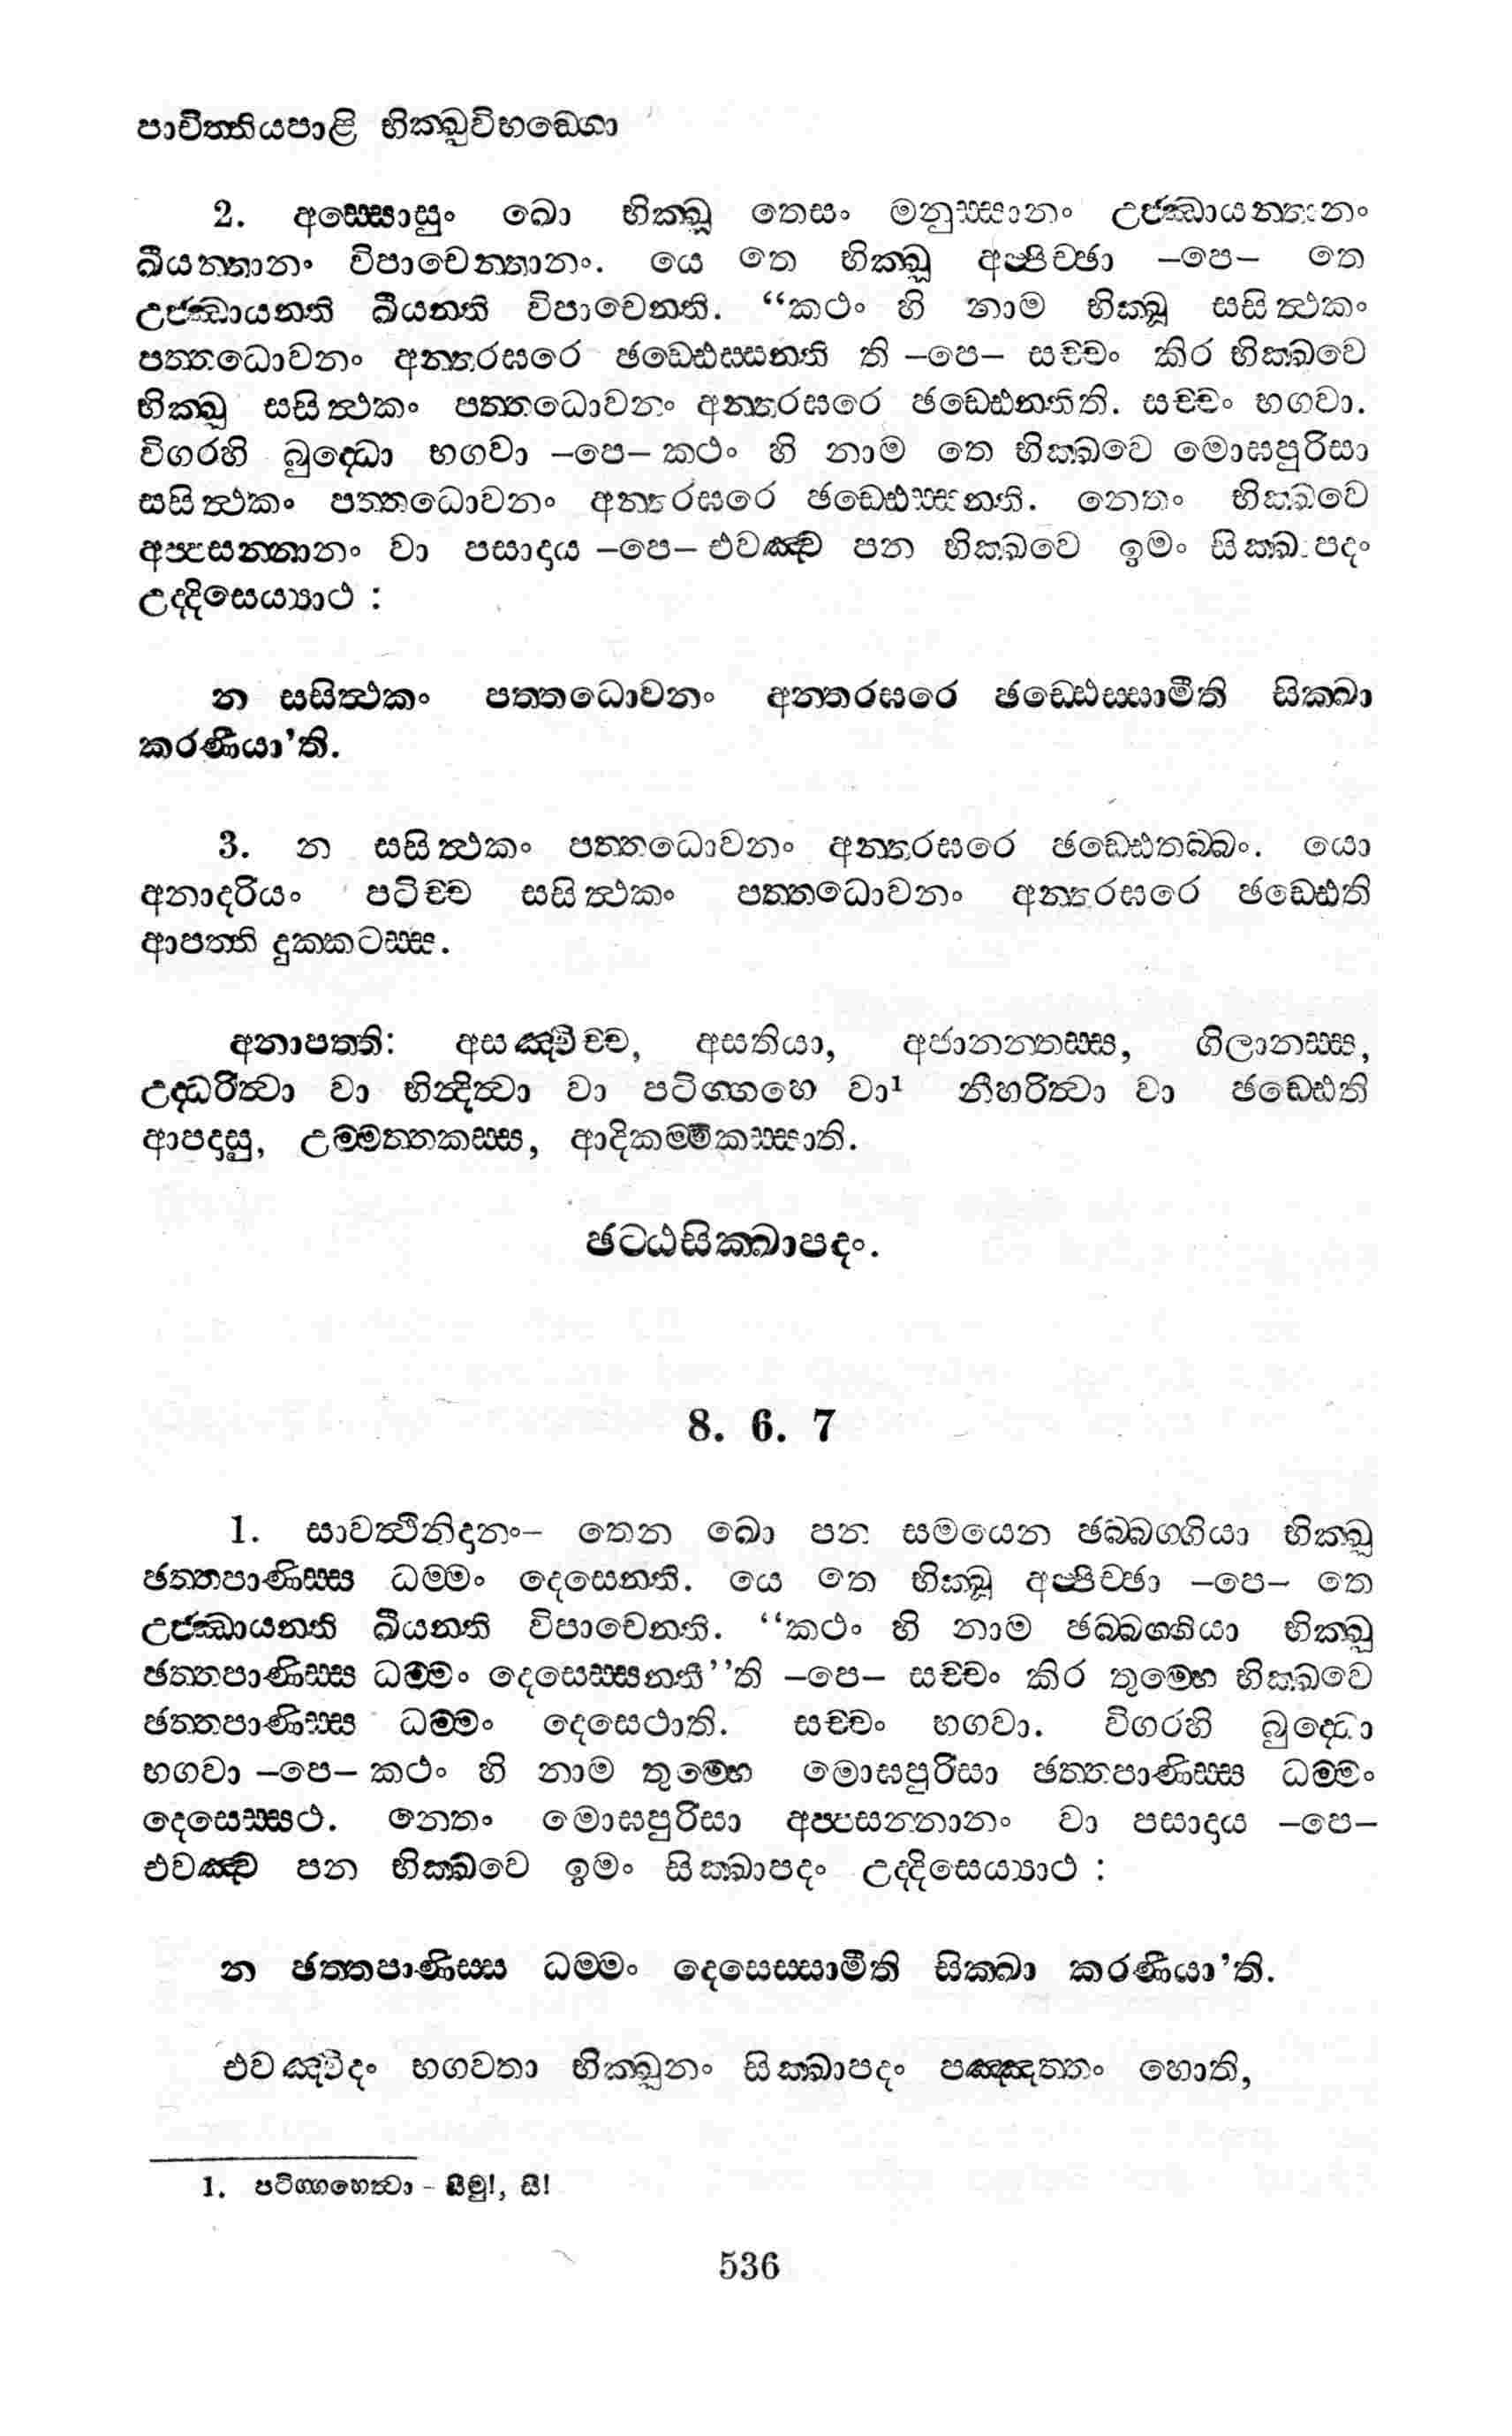 පාචිත්තියපාළි භික්ඛුවිභඞ්ගො
2. අස්සොසුං ඛො භික්ඛූ තෙසං මනුස්සානං උජ්ඣායන්තානං
ඛීයන්තානං විපාචෙන්තානං. යෙ තෙ භික්ඛූ අප්පිච්ඡා –පෙ– තෙ
උජ්ඣායන්ති ඛීයන්ති විපාචෙන්ති. “කථං හි නාම භික්ඛූ සසිත්ථකං
පත්තධොවනං අන්තරඝරෙ ඡඩ්ඩෙස්සන්ති ති –පෙ– සච්චං කිර භික්ඛවෙ
භික්ඛු සසිත්ථකං පත්තධොවනං අන්තරඝරෙ ඡඩ්ඩෙන්තීති. සච්චං භගවා.
විගරහි බුද්ධො භගවා –පෙ– කථං හි නාම තෙ භික්ඛවෙ මොඝපුරිසා
සසිත්ථකං පත්තධොවනං අන්තරඝරෙ ඡඩ්ඩෙස්සන්ති. නෙතං භික්ඛවෙ
අප්පසන්නානං වා පසාදාය –පෙ– එවඤ්ච පන භික්ඛවෙ ඉමං සික්ඛාපදං
උද්දිසෙය්‍යාථ :
න සසිත්ථකං පත්තධොවනං අන්තරඝරෙ ඡඩ්ඩෙස්සාමීති සික්ඛා
කරණීයා’ති.
3. න සසිත්ථකං පත්තධොවනං අන්තරඝරෙ ඡඩ්ඩෙතබ්බං. යො
අනාදරියං පටිච්ච සසිත්ථකං පත්තධොවනං අන්තරඝරෙ ඡඩ්ඩෙති
ආපත්ති දුක්කටස්ස.
අනාපත්ති: අසඤ්චිච්ච, අසතියා, අජානන්තස්ස, ගිලානස්ස,
උද්ධරිත්වා වා භින්දිත්වා වා පටිග්ගහෙ වා¹ නීහරිත්වා වා ඡඩ්ඩෙති
ආපදාසු, උම්මත්තකස්ස, ආදිකම්මිකස්සාති.
ඡට්ඨසික්ඛාපදං.
8. 6. 7
1. සාවත්ථිනිදානං– තෙන ඛො පන සමයෙන ඡබ්බග්ගියා භික්ඛූ
ඡත්තපාණිස්ස ධම්මං දෙසෙන්ති. යෙ තෙ භික්ඛූ අප්පිච්ඡා –පෙ– තෙ
උජ්ඣායන්ති ඛීයන්ති විපාචෙන්ති. “කථං හි නාම ඡබ්බග්ගියා භික්ඛූ
ඡත්තපාණිස්ස ධම්මං දෙසෙස්සන්තී”ති –පෙ– සච්චං කිර තුම්හෙ භික්ඛවෙ
ඡත්තපාණිස්ස ධම්මං දෙසෙථාති. සච්චං භගවා. විගරහි බුද්ධො
භගවා –පෙ– කථං හි නාම තුම්හෙ මොඝපුරිසා ඡත්තපාණිස්ස ධම්මං
දෙසෙස්සථ. නෙතං මොඝපුරිසා අප්පසන්නානං වා පසාදාය –පෙ–
එවඤ්ච පන භික්ඛවෙ ඉමං සික්ඛාපදං උද්දිසෙය්‍යාථ :
න ඡත්තපාණිස්ස ධම්මං දෙසෙස්සාමීති සික්ඛා කරණීයා’ති.
එවඤ්චිදං භගවතා භික්ඛූනං සික්ඛාපදං පඤ්ඤත්තං හොති,
1. පටිග්ගහෙත්වා – සීමු!, සි!
536